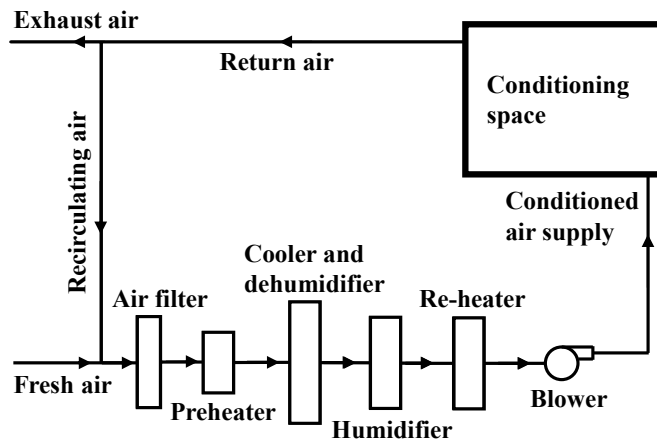 Exhaust air
Return air
Conditioning
space
Recirculating air
Conditioned
air supply
Cooler and
dehumidifier
Air filter
Re-heater
Fresh air
Preheater
Humidifier
Blower